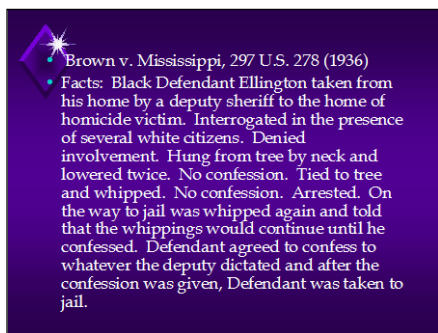 Brown v. Mississippi, 297 U.S. 278 (1936)
Facts:  Black Defendant Ellington taken from
his home by a deputy sheriff to the home of
homicide victim.  Interrogated in the presence
of several white citizens.  Denied
involvement.  Hung from tree by neck and
lowered twice.  No confession.  Tied to tree
and whipped.  No confession.  Arrested.  On
the way to jail was whipped again and told
that the whippings would continue until he
confessed.  Defendant agreed to confess to
whatever the deputy dictated and after the
confession was given, Defendant was taken to
jail.